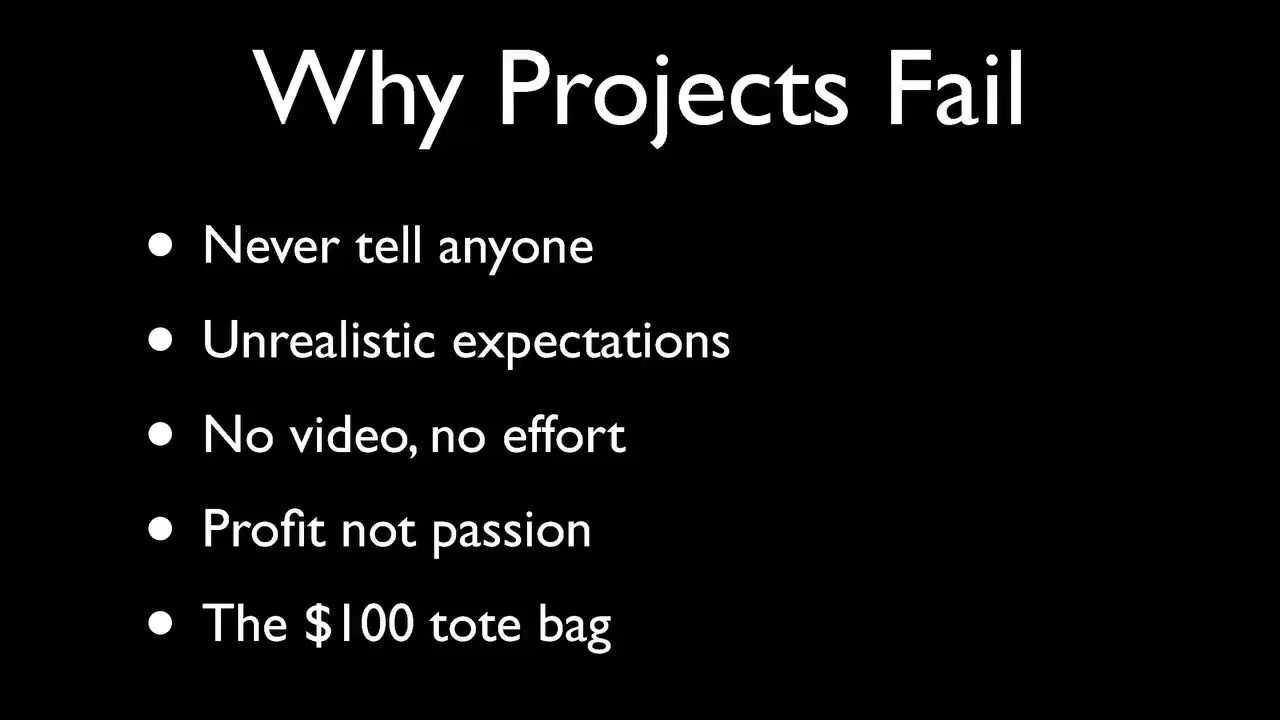 Why Projects Fail
• Never tell anyone
• Unrealistic expectations
• No video, no effort
• Profit not passion
• The $100 tote bag